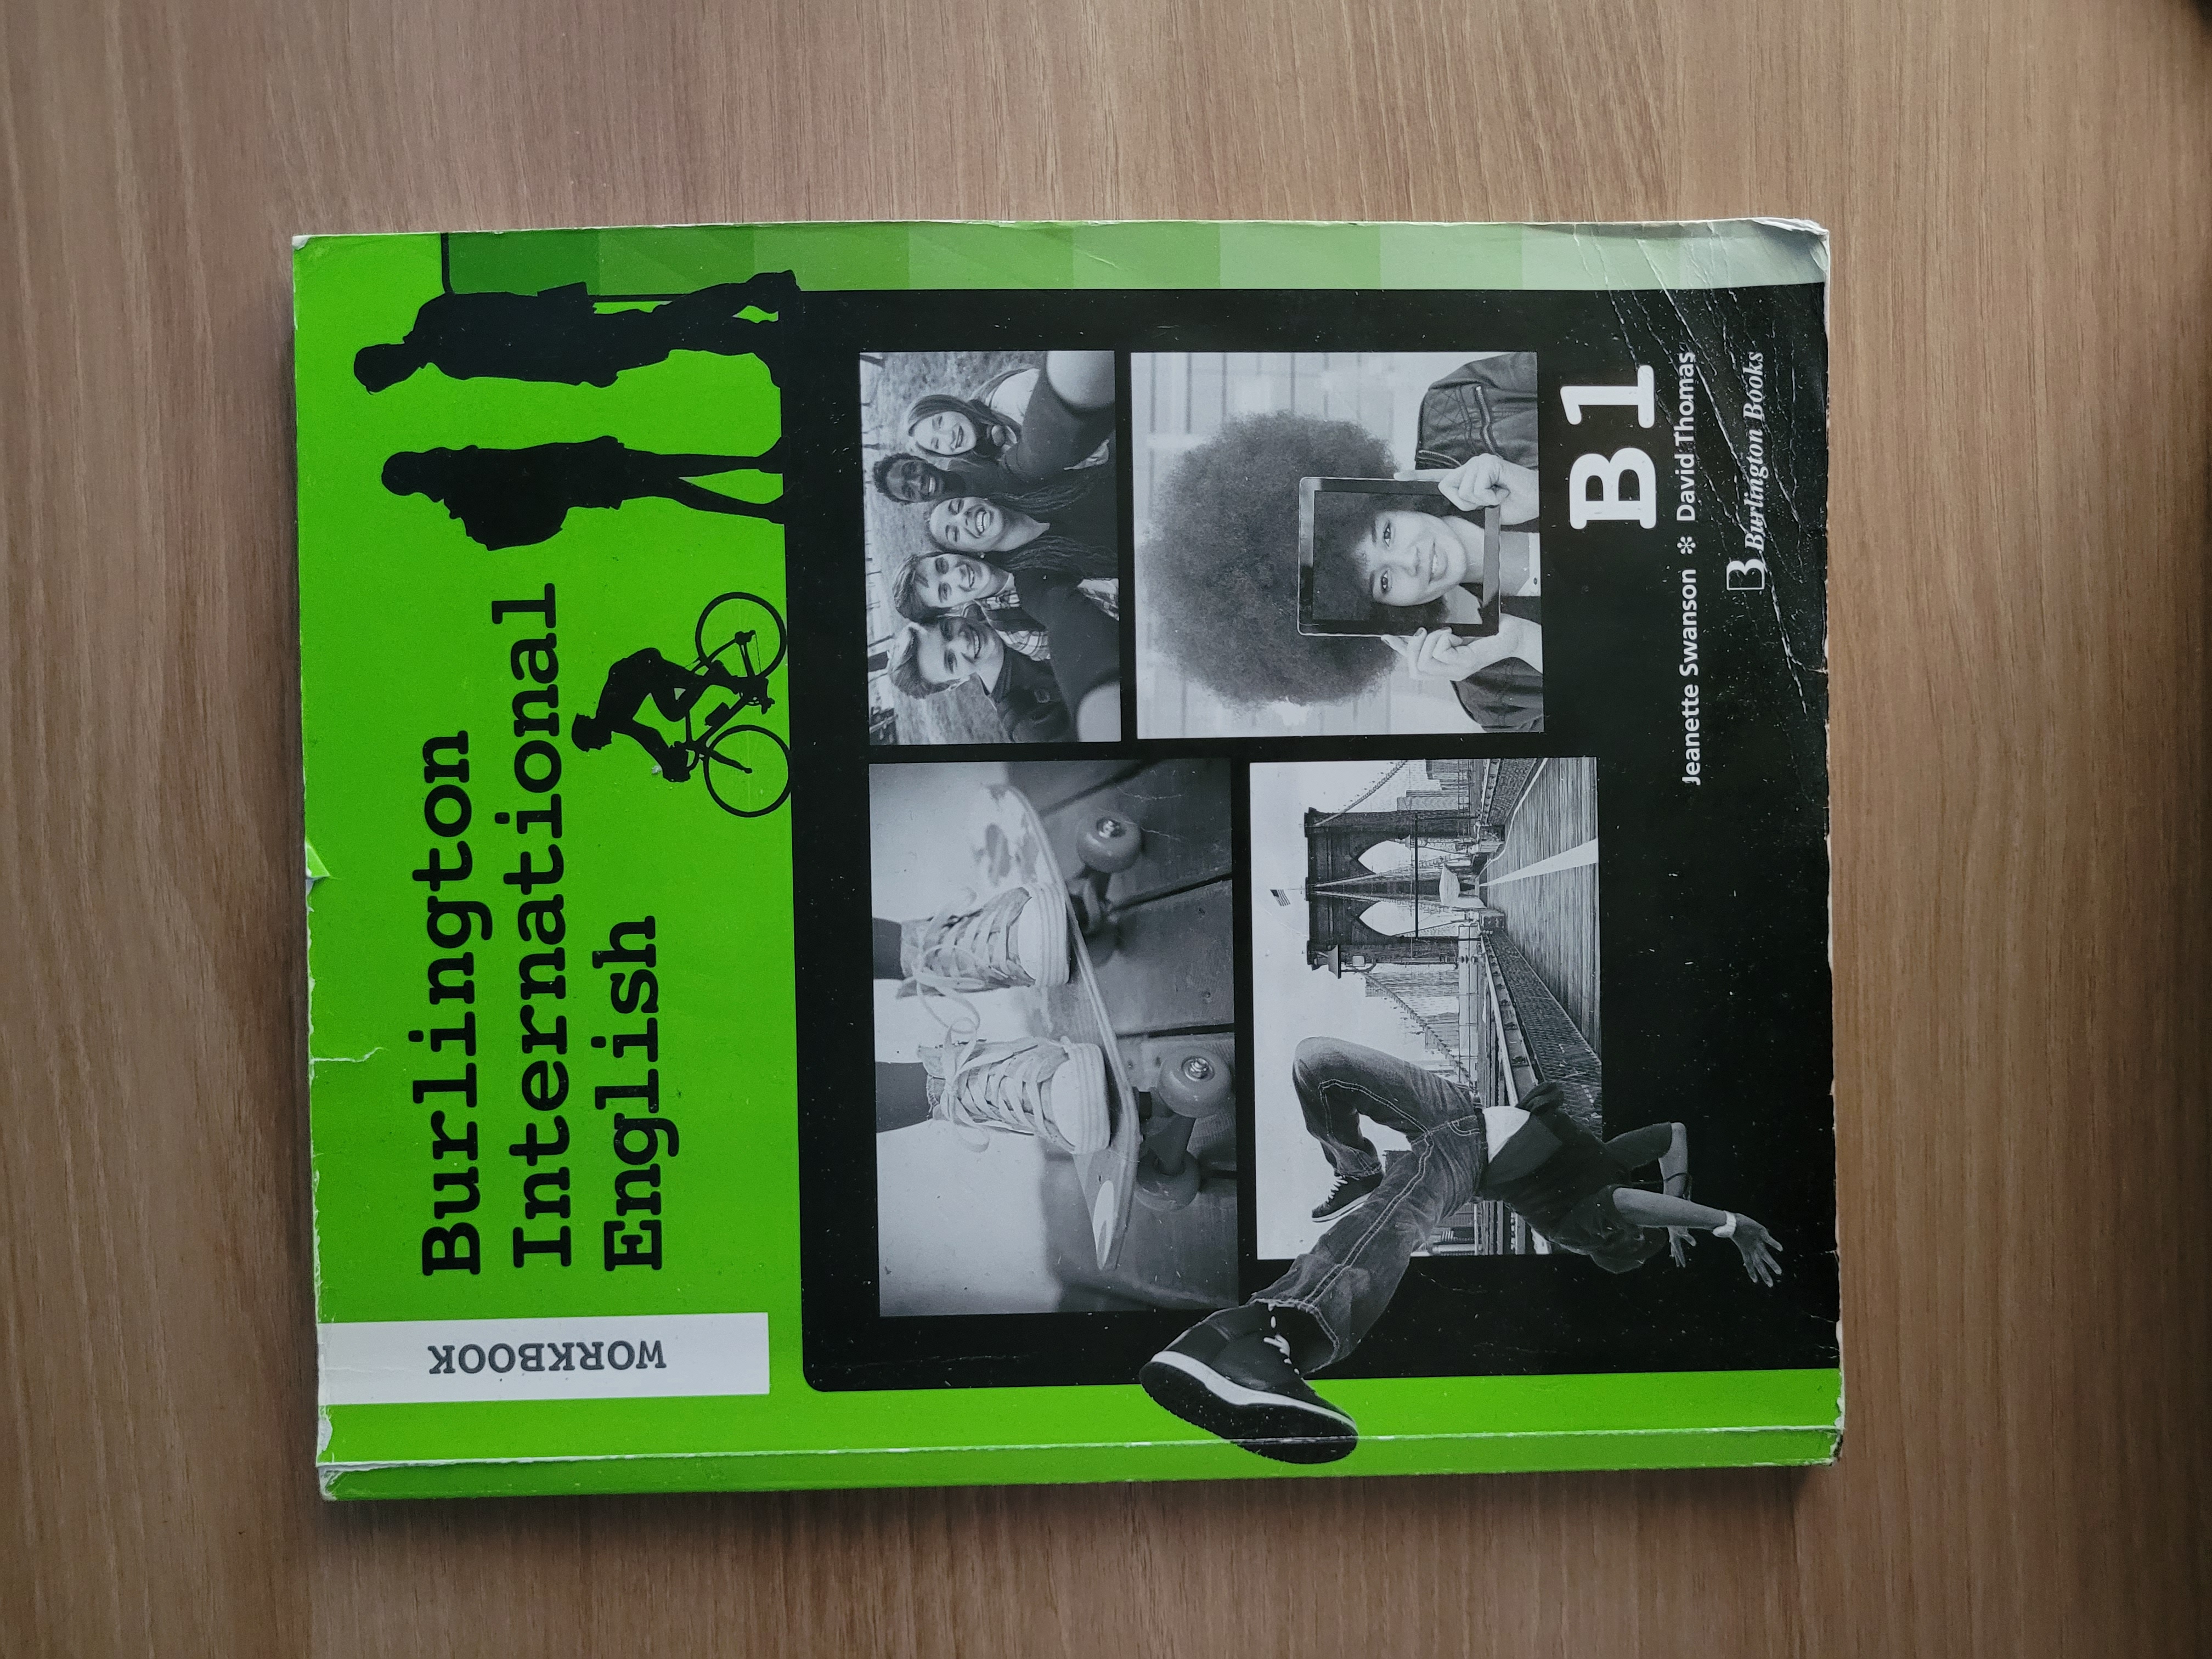 WORKBOOK
Burlington
International
English
B1
Jeanette Swanson ✻ David Thomas
B Burlington Books